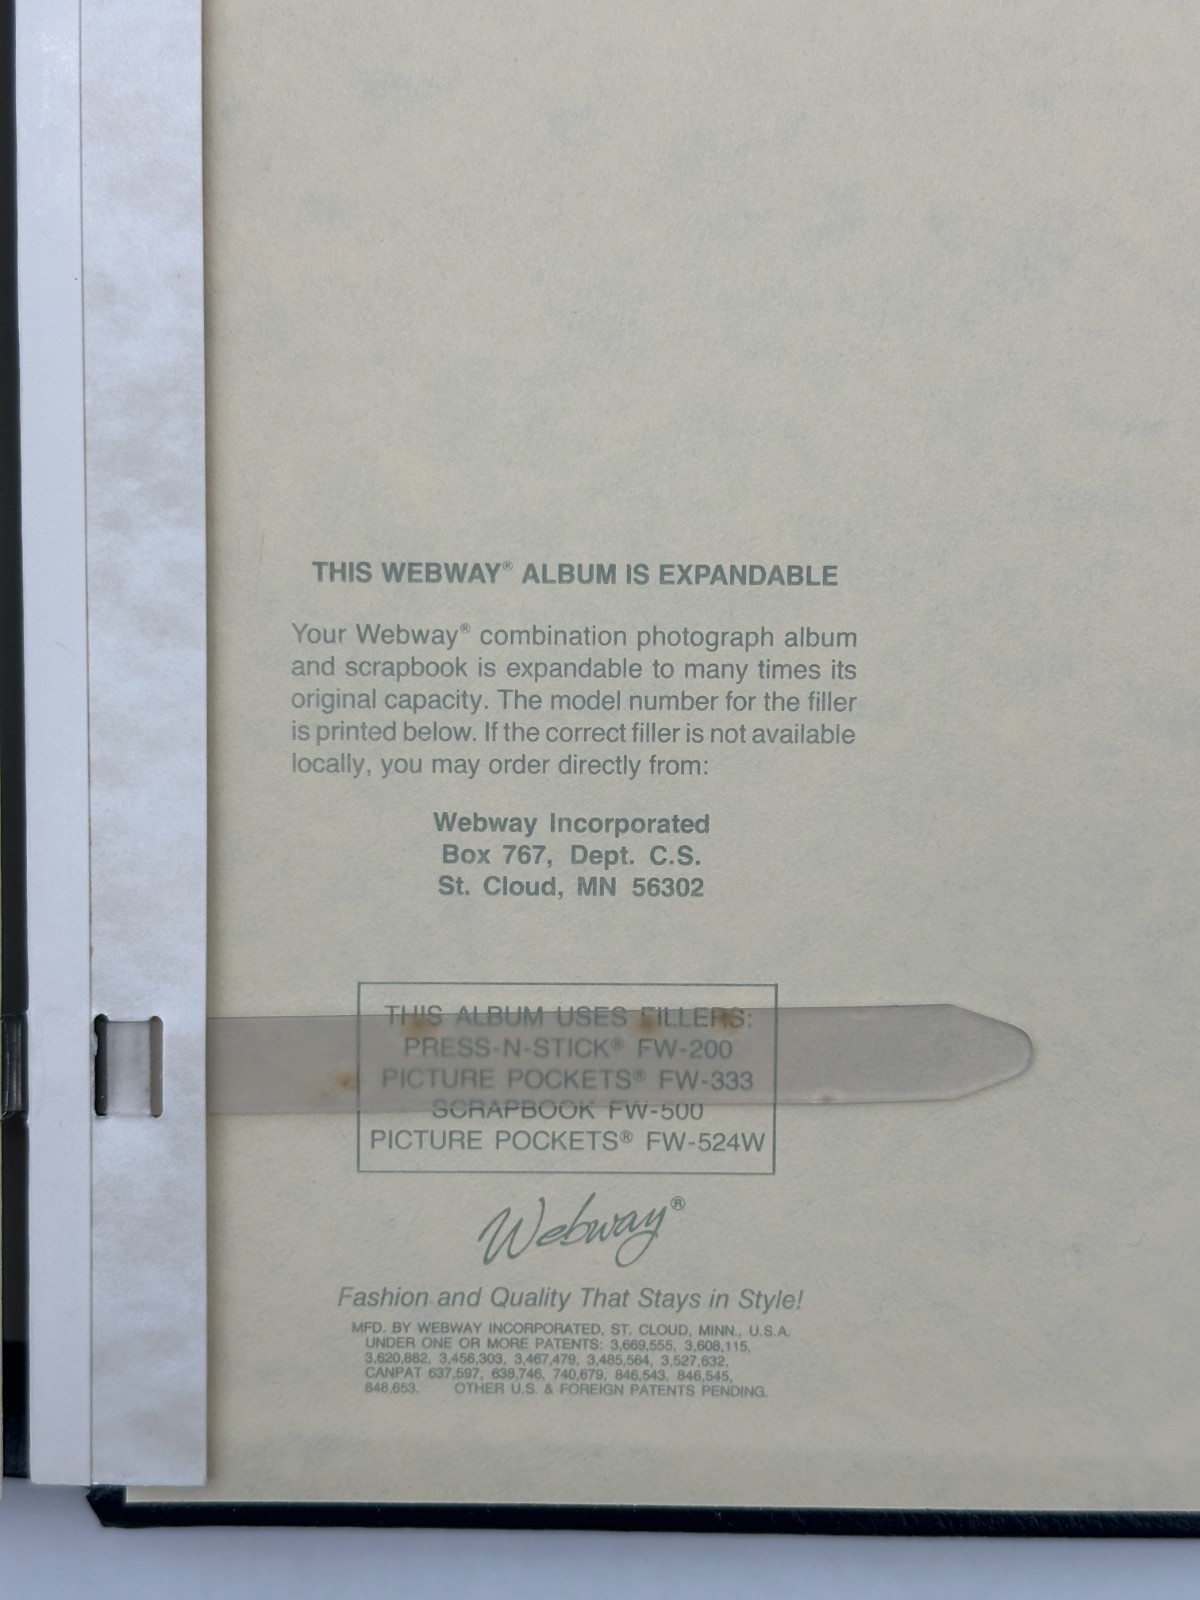 THIS WEBWAY® ALBUM IS EXPANDABLE
Your Webway® combination photograph album
and scrapbook is expandable to many times its
original capacity. The model number for the filler
is printed below. If the correct filler is not available
locally, you may order directly from:
Webway Incorporated
Box 767, Dept. C.S.
St. Cloud, MN 56302
THIS ALBUM USES FILLERS:
PRESS-N-STICK® FW-200
PICTURE POCKETS® FW-333
SCRAPBOOK FW-500
PICTURE POCKETS® FW-524W
Webway®
Fashion and Quality That Stays in Style!
MFD. BY WEBWAY INCORPORATED, ST. CLOUD, MINN., U.S.A.
UNDER ONE OR MORE PATENTS: 3,669,555, 3,608,115,
3,620,882, 3,456,303, 3,467,479, 3,485,564, 3,527,632,
CANPAT 637,597, 638,746, 740,679, 846,543, 846,545,
848,653. OTHER U.S. & FOREIGN PATENTS PENDING.